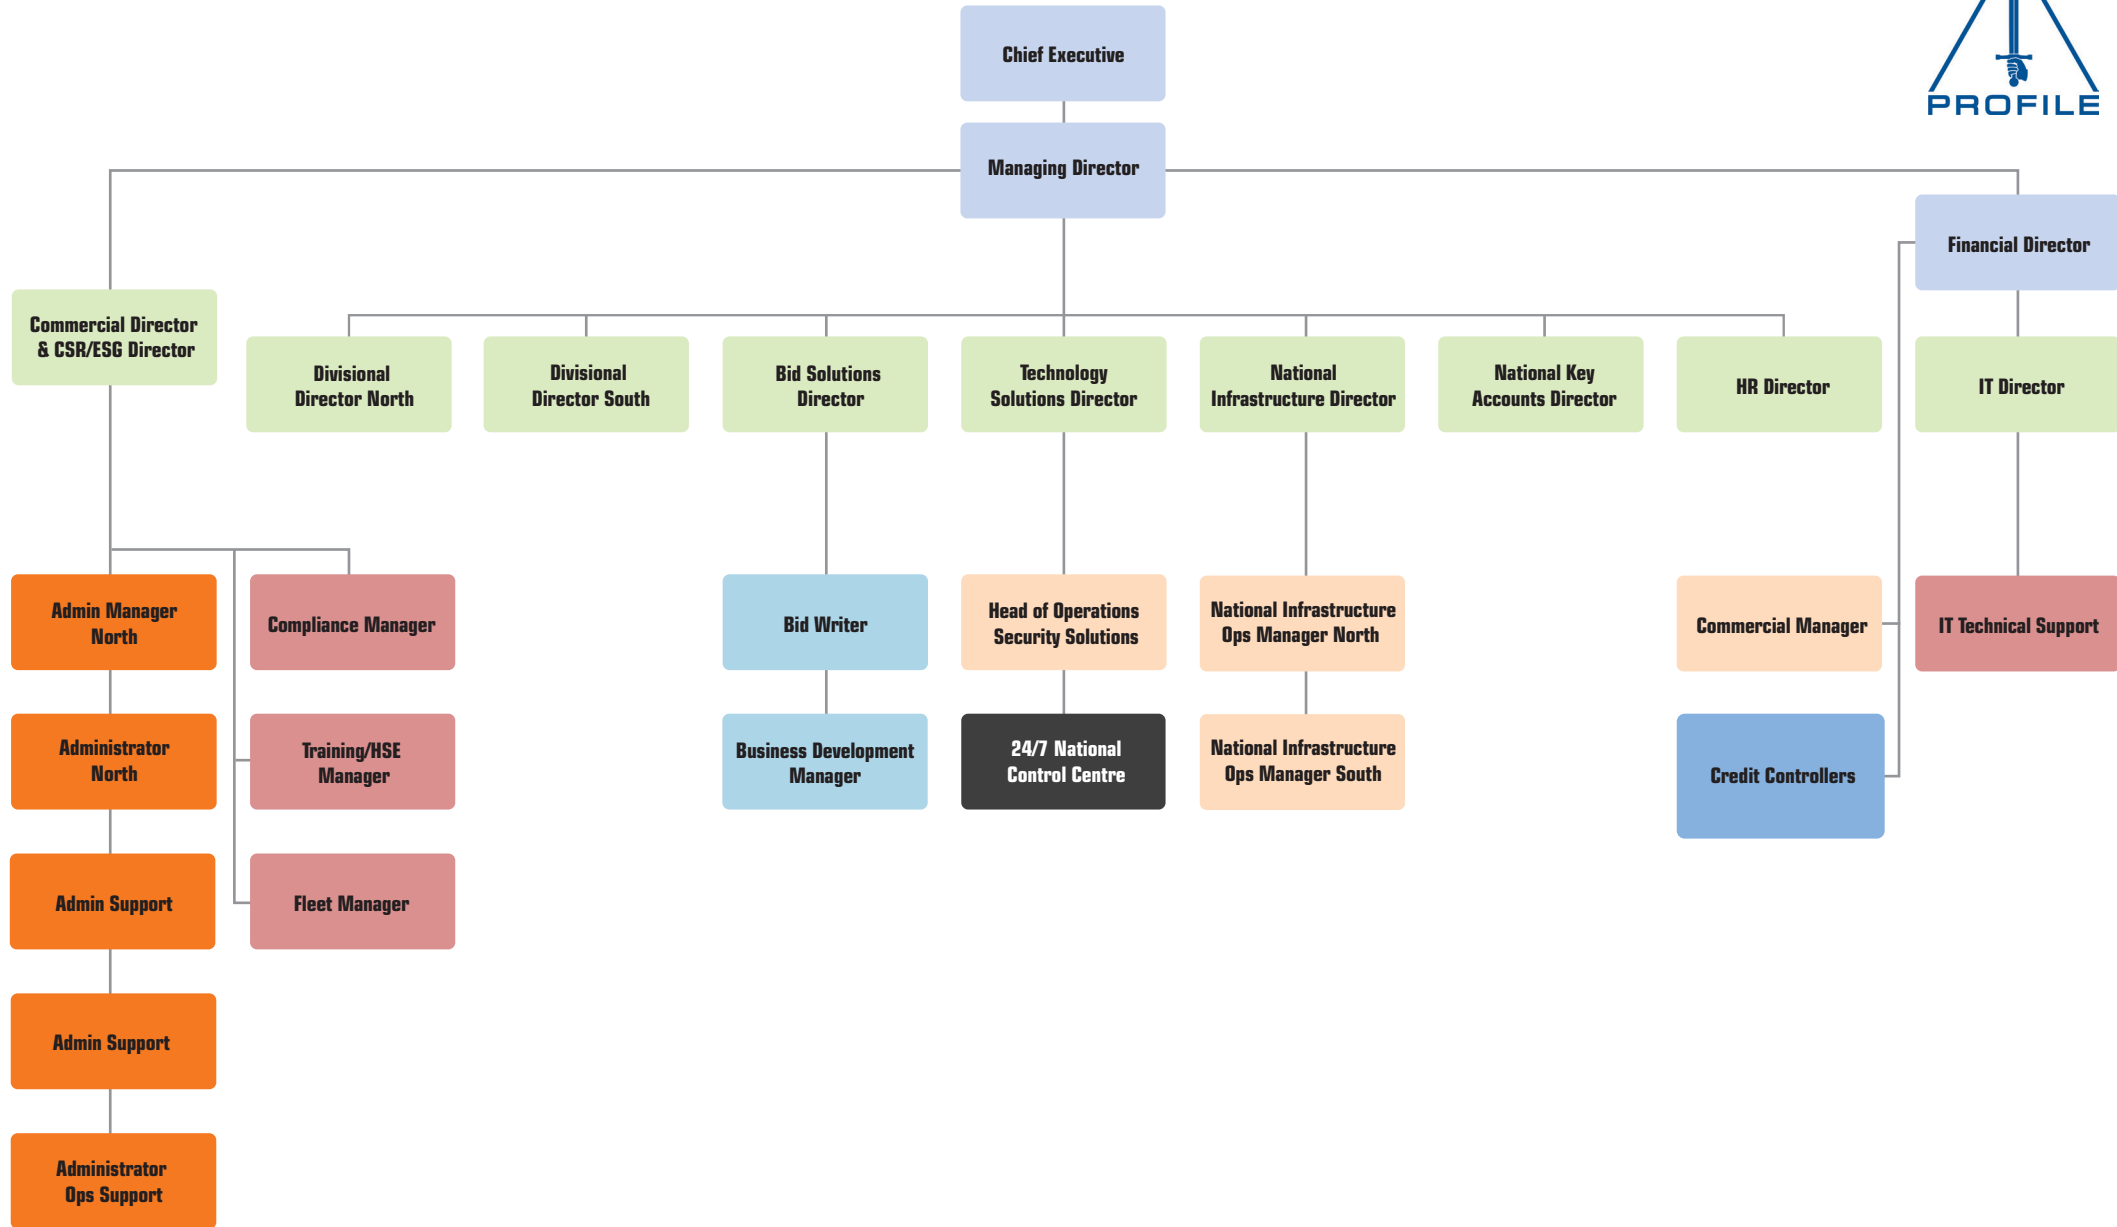 Chief Executive
PROFILE
Managing Director
Financial Director
Commercial Director
& CSR/ESG Director
Divisional
Director North
Divisional
Director South
Bid Solutions
Director
Technology
Solutions Director
National
Infrastructure Director
National Key
Accounts Director
HR Director
IT Director
Admin Manager
North
Compliance Manager
Bid Writer
Head of Operations
Security Solutions
National Infrastructure
Ops Manager North
Commercial Manager
IT Technical Support
Administrator
North
Training/HSE
Manager
Business Development
Manager
24/7 National
Control Centre
National Infrastructure
Ops Manager South
Credit Controllers
Admin Support
Fleet Manager
Admin Support
Administrator
Ops Support